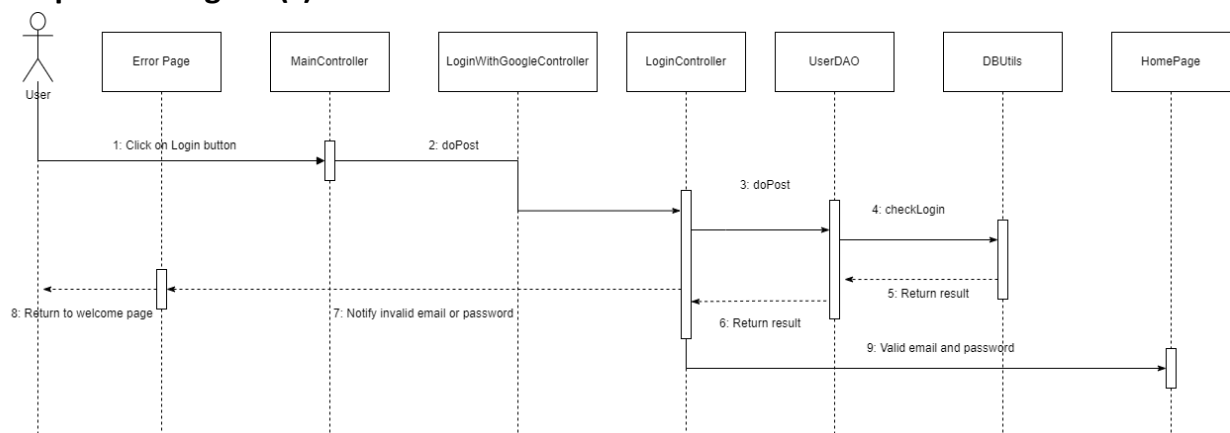 User
Error Page
MainController
LoginWithGoogleController
LoginController
UserDAO
DBUtils
HomePage
1: Click on Login button
2: doPost
3: doPost
4: checkLogin
5: Return result
6: Return result
7: Notify invalid email or password
8: Return to welcome page
9: Valid email and password